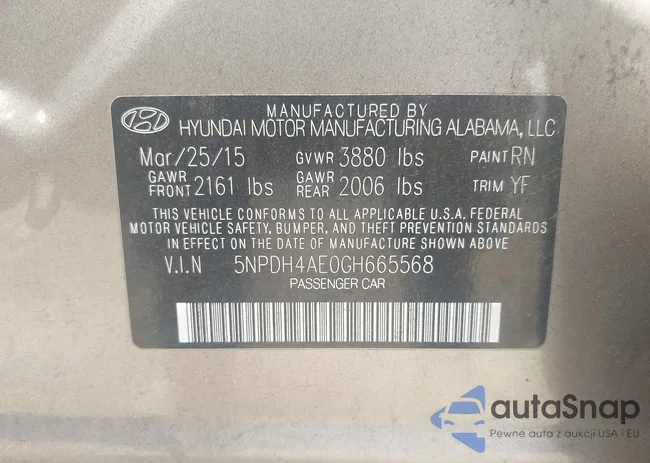 MANUFACTURED BY
HYUNDAI MOTOR MANUFACTURING ALABAMA, LLC
Mar/25/15 GVWR 3880 lbs PAINT RN
GAWR FRONT 2161 lbs GAWR REAR 2006 lbs TRIM YF
THIS VEHICLE CONFORMS TO ALL APPLICABLE U.S.A. FEDERAL
MOTOR VEHICLE SAFETY, BUMPER, AND THEFT PREVENTION STANDARDS
IN EFFECT ON THE DATE OF MANUFACTURE SHOWN ABOVE
V.I.N 5NPDH4AE0GH665568
PASSENGER CAR
autaSnap
Pewne auta z aukcji USA i EU